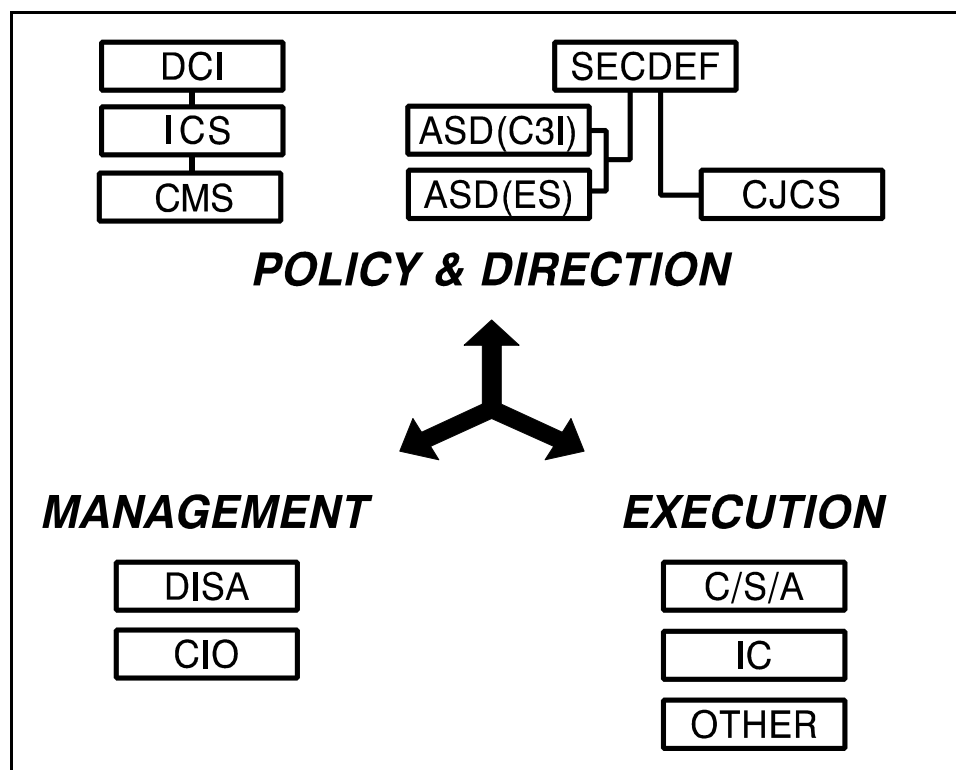 DCI
ICS
CMS
SECDEF
ASD(C3I)
ASD(ES)
CJCS
POLICY & DIRECTION
MANAGEMENT
DISA
CIO
EXECUTION
C/S/A
IC
OTHER